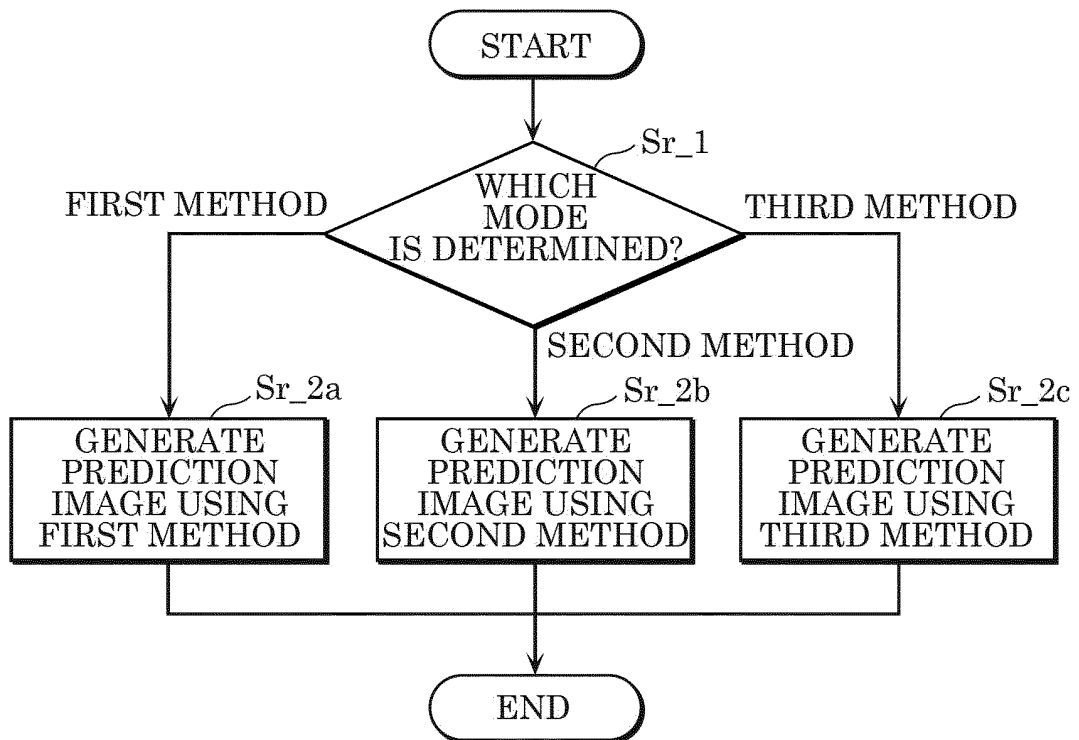 START
Sr_1
WHICH
MODE
IS DETERMINED?
FIRST METHOD
THIRD METHOD
SECOND METHOD
Sr_2a
GENERATE
PREDICTION
IMAGE USING
FIRST METHOD
Sr_2b
GENERATE
PREDICTION
IMAGE USING
SECOND METHOD
Sr_2c
GENERATE
PREDICTION
IMAGE USING
THIRD METHOD
END